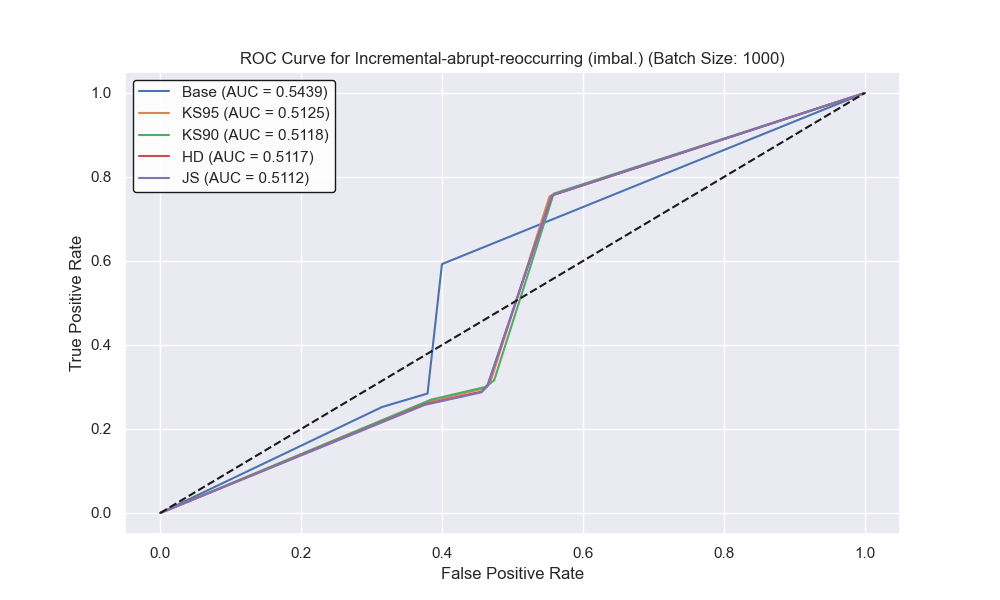 ROC Curve for Incremental-abrupt-reoccurring (imbal.) (Batch Size: 1000)
Base (AUC = 0.5439)
KS95 (AUC = 0.5125)
KS90 (AUC = 0.5118)
HD (AUC = 0.5117)
JS (AUC = 0.5112)
1.0
0.8
0.6
0.4
0.2
0.0
True Positive Rate
0.0 0.2 0.4 0.6 0.8 1.0
False Positive Rate